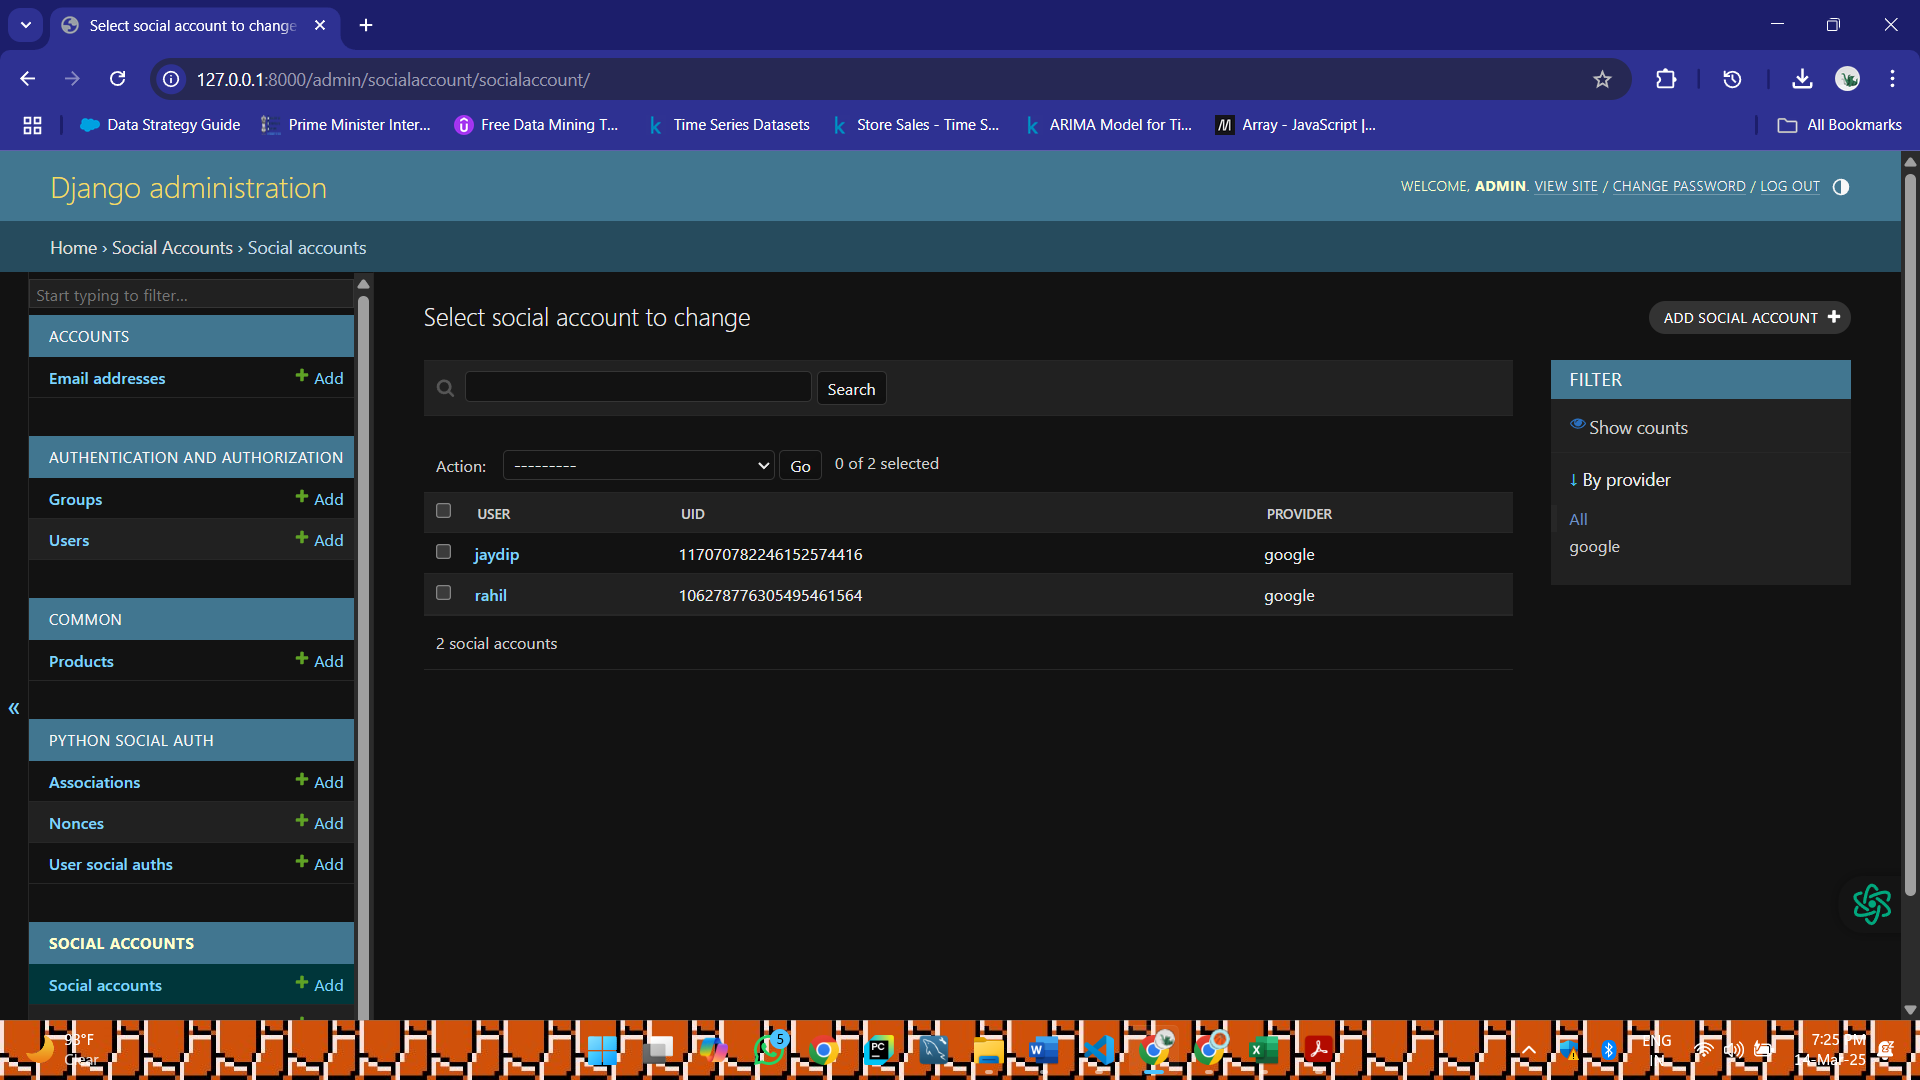 Select social account to change
127.0.0.1:8000/admin/socialaccount/socialaccount/
Data Strategy Guide
Prime Minister Inter...
Free Data Mining T...
Time Series Datasets
Store Sales - Time S...
ARIMA Model for Ti...
Array - JavaScript |...
All Bookmarks
Django administration
WELCOME, ADMIN. VIEW SITE / CHANGE PASSWORD / LOG OUT
Home › Social Accounts › Social accounts
Start typing to filter...
ACCOUNTS
Email addresses Add
AUTHENTICATION AND AUTHORIZATION
Groups Add
Users Add
COMMON
Products Add
PYTHON SOCIAL AUTH
Associations Add
Nonces Add
User social auths Add
SOCIAL ACCOUNTS
Social accounts Add
«
Select social account to change
ADD SOCIAL ACCOUNT
Search
Action: --------- Go 0 of 2 selected
USER UID PROVIDER
jaydip 117070782246152574416 google
rahil 106278776305495461564 google
2 social accounts
FILTER
Show counts
↓ By provider
All
google
93°F
Clear
5
ENG
IN
7:25 PM
14-Mar-25